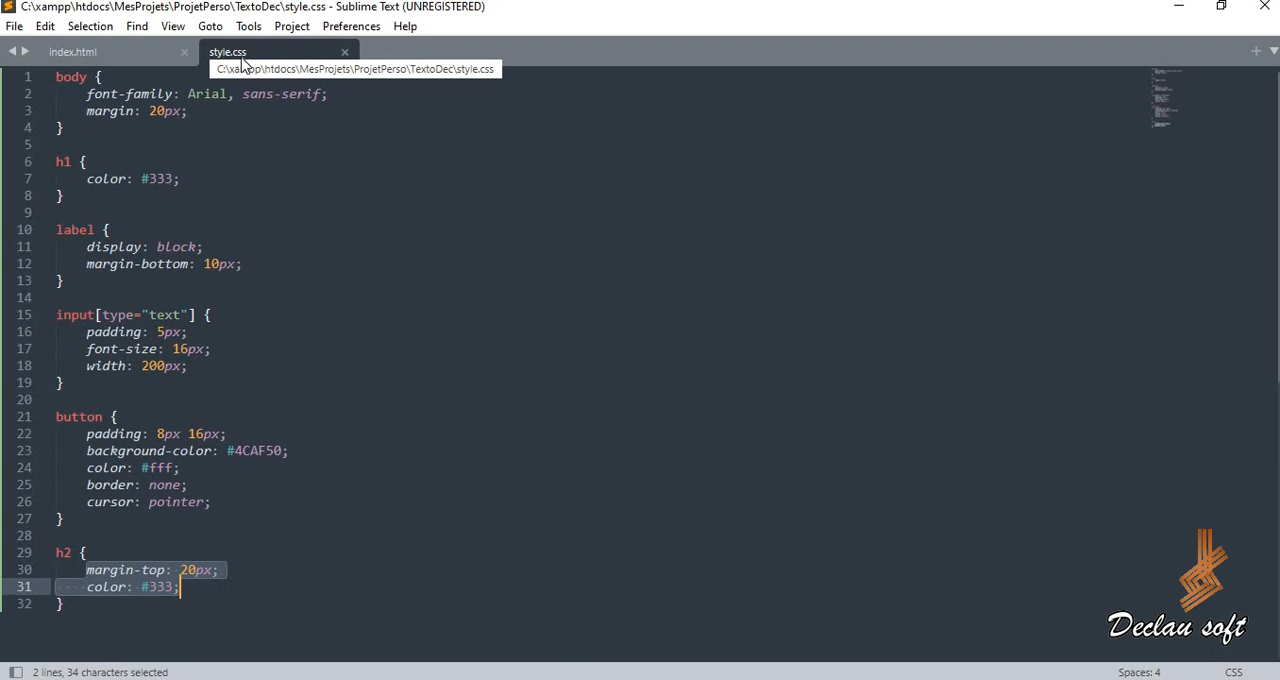 C:\xampp\htdocs\MesProjets\ProjetPerso\TextoDec\style.css - Sublime Text (UNREGISTERED)
File Edit Selection Find View Goto Tools Project Preferences Help
index.html style.css
C:\xampp\htdocs\MesProjets\ProjetPerso\TextoDec\style.css
1 body {
2 font-family: Arial, sans-serif;
3 margin: 20px;
4 }
5
6 h1 {
7 color: #333;
8 }
9
10 label {
11 display: block;
12 margin-bottom: 10px;
13 }
14
15 input[type="text"] {
16 padding: 5px;
17 font-size: 16px;
18 width: 200px;
19 }
20
21 button {
22 padding: 8px 16px;
23 background-color: #4CAF50;
24 color: #fff;
25 border: none;
26 cursor: pointer;
27 }
28
29 h2 {
30 margin-top: 20px;
31 color: #333;
32 }
Declau soft
2 lines, 34 characters selected Spaces: 4 CSS